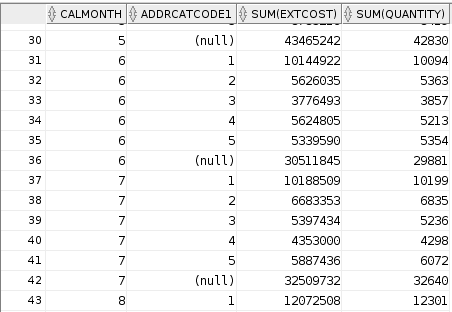 CALMONTH ADDRCATCODE1 SUM(EXTCOST) SUM(QUANTITY)
30 5 (null) 43465242 42830
31 6 1 10144922 10094
32 6 2 5626035 5363
33 6 3 3776493 3857
34 6 4 5624805 5213
35 6 5 5339590 5354
36 6 (null) 30511845 29881
37 7 1 10188509 10199
38 7 2 6683353 6835
39 7 3 5397434 5236
40 7 4 4353000 4298
41 7 5 5887436 6072
42 7 (null) 32509732 32640
43 8 1 12072508 12301